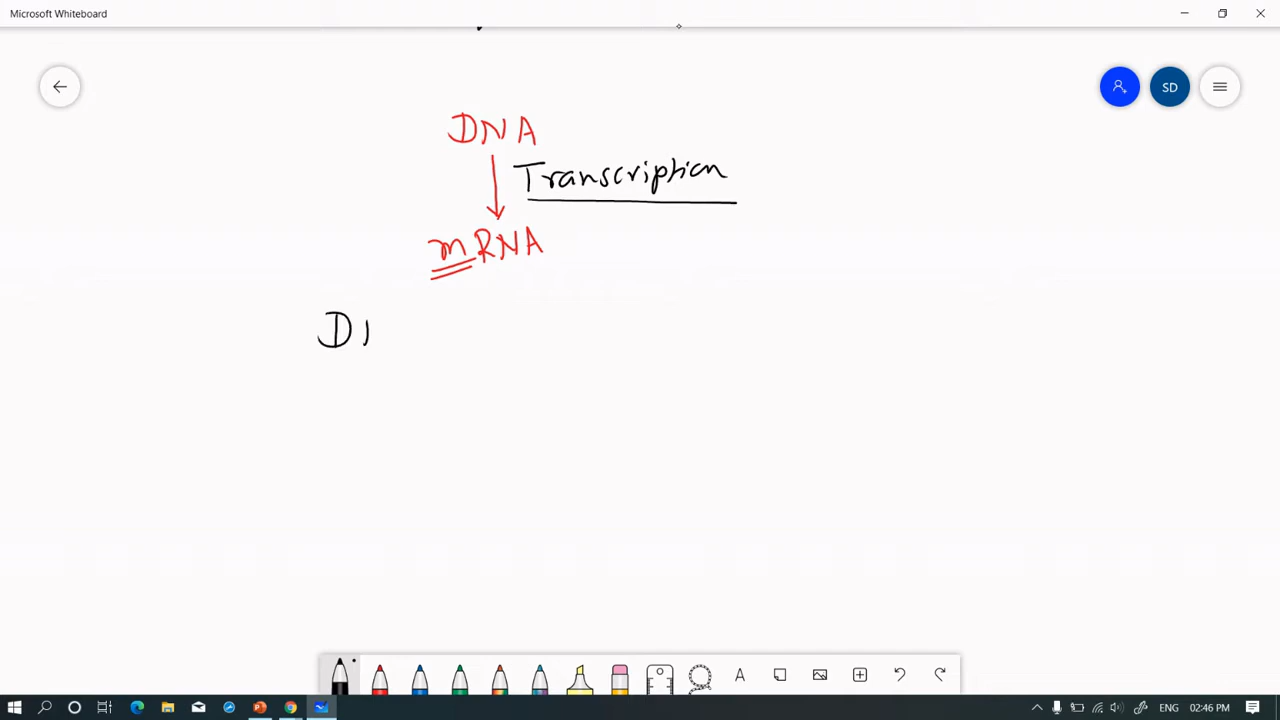 Microsoft Whiteboard
SD
DNA
Transcription
mRNA
D
A
ENG 02:46 PM